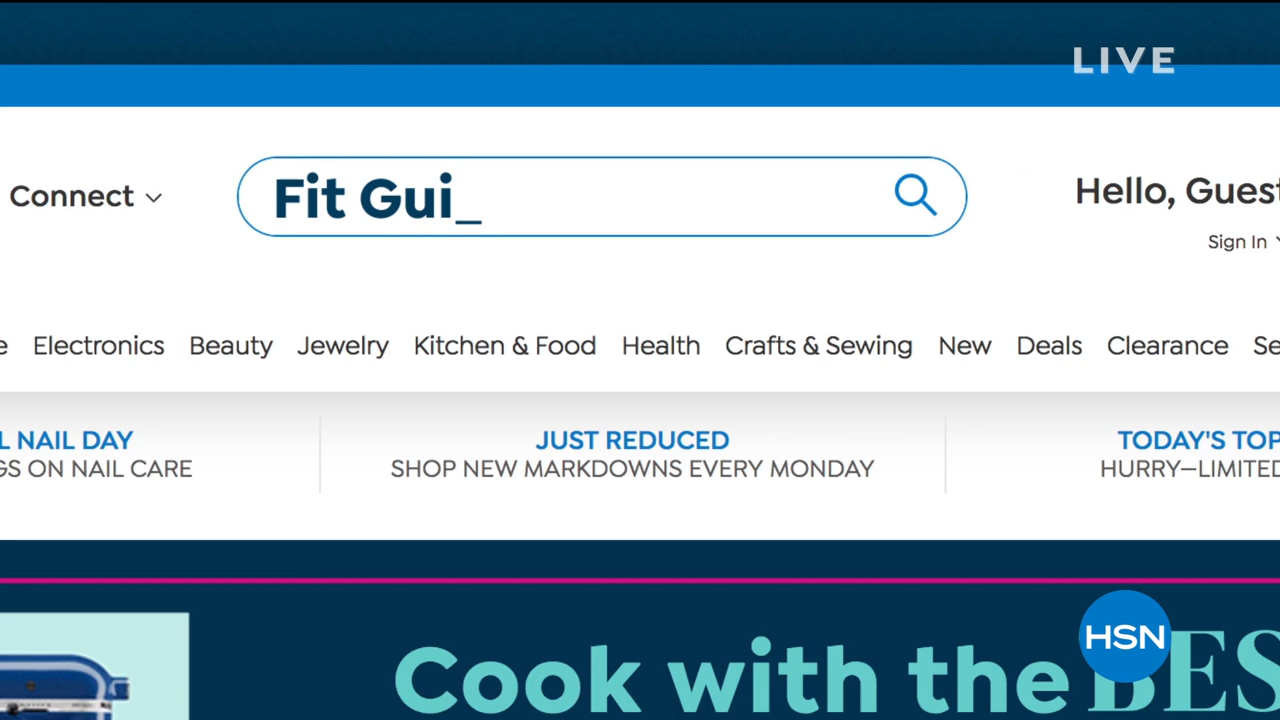 LIVE
Connect
Fit Gui_
Hello, Guest
Sign In
e Electronics Beauty Jewelry Kitchen & Food Health Crafts & Sewing New Deals Clearance Se
L NAIL DAY
GS ON NAIL CARE
JUST REDUCED
SHOP NEW MARKDOWNS EVERY MONDAY
TODAY'S TOP
HURRY—LIMITED
Cook with the BES
HSN